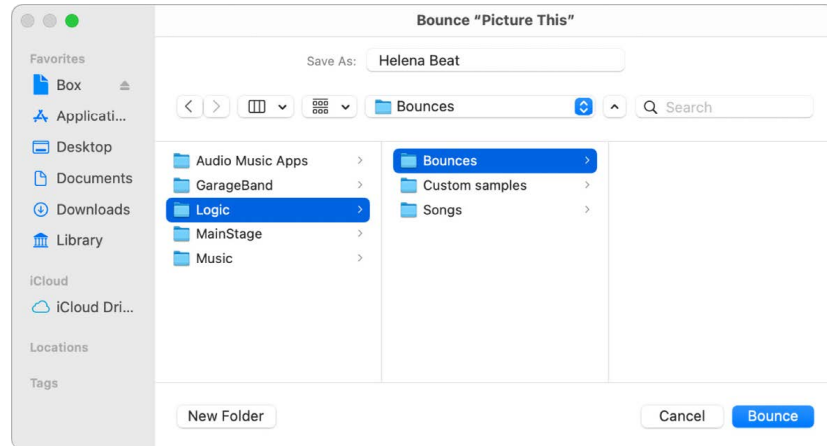 Bounce “Picture This”
Save As: Helena Beat
Bounces
Search
Favorites
Box
Applicati...
Desktop
Documents
Downloads
Library
iCloud
iCloud Dri...
Locations
Tags
Audio Music Apps
GarageBand
Logic
MainStage
Music
Bounces
Custom samples
Songs
New Folder
Cancel
Bounce